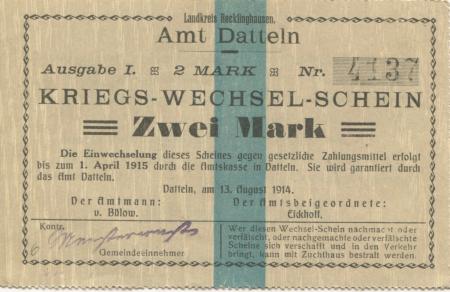 Landkreis Recklinghausen.
Amt Datteln
Ausgabe I. 2 MARK Nr. 4137
KRIEGS-WECHSEL-SCHEIN
Zwei Mark
Die Einwechselung dieses Scheines gegen gesetzliche Zahlungsmittel erfolgt
bis zum 1. April 1915 durch die Amtskasse in Datteln. Sie wird garantiert durch
das Amt Datteln.
Datteln, am 13. August 1914.
Der Amtmann: Der Amtsbeigeordnete:
v. Bülow. Eickhoff.
Kontr.
Gemeindeeinnehmer
Wer diesen Wechsel-Schein nachmacht oder
verfälscht, oder nachgemachte oder verfälschte
Scheine sich verschafft und in den Verkehr
bringt, kann mit Zuchthaus bestraft werden.